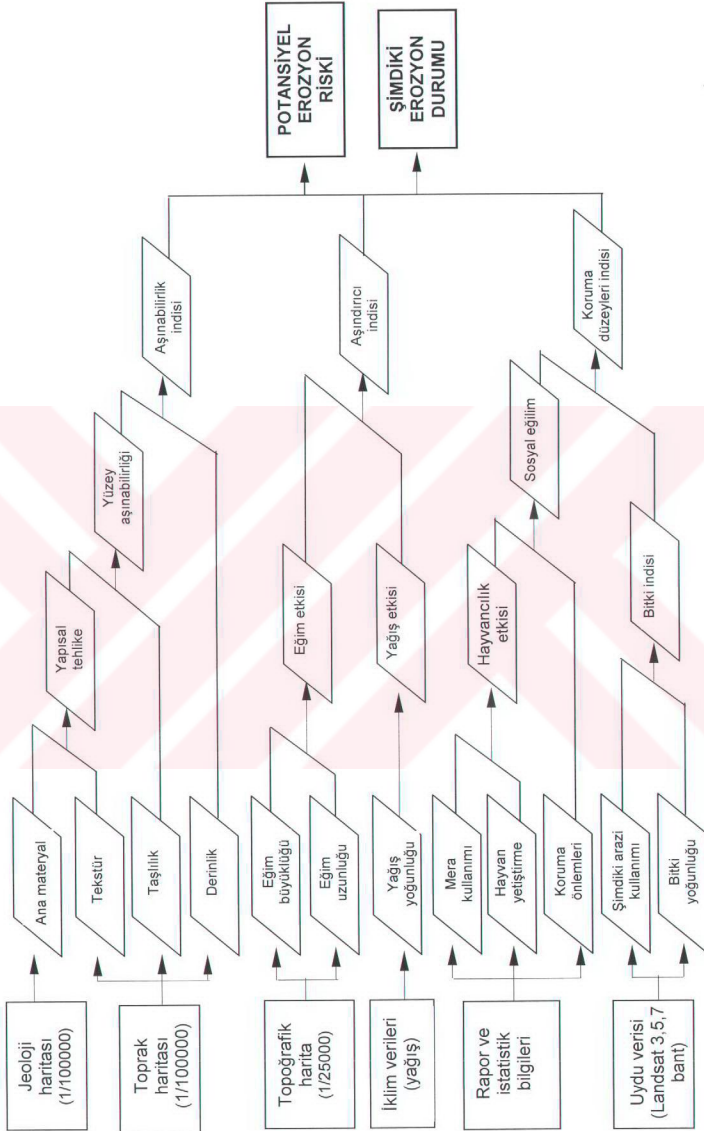 Jeoloji
haritası
(1/100000)
Toprak
haritası
(1/100000)
Topoğrafik
harita
(1/25000)
İklim verileri
(yağış)
Rapor ve
istatistik
bilgileri
Uydu verisi
(Landsat 3,5,7
bant)
Ana materyal
Tekstür
Taşlılık
Derinlik
Eğim
büyüklüğü
Eğim
uzunluğu
Yağış
yoğunluğu
Mera
kullanımı
Hayvan
yetiştirme
Koruma
önlemleri
Şimdiki arazi
kullanımı
Bitki
yoğunluğu
Yapısal
tehlike
Yüzey
aşınabilirliği
Eğim etkisi
Yağış etkisi
Hayvancılık
etkisi
Sosyal eğilim
Bitki indisi
Aşınabilirlik
indisi
Aşındırıcı
indisi
Koruma
düzeyleri indisi
POTANSİYEL
EROZYON
RİSKİ
ŞİMDİKİ
EROZYON
DURUMU